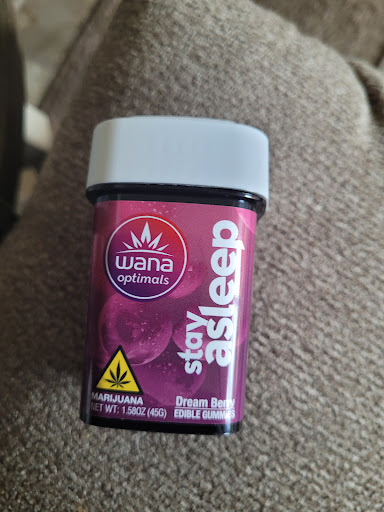 wana
optimals
stay
asleep
MARIJUANA
NET WT: 1.58OZ (45G)
Dream Berry
EDIBLE GUMMIES